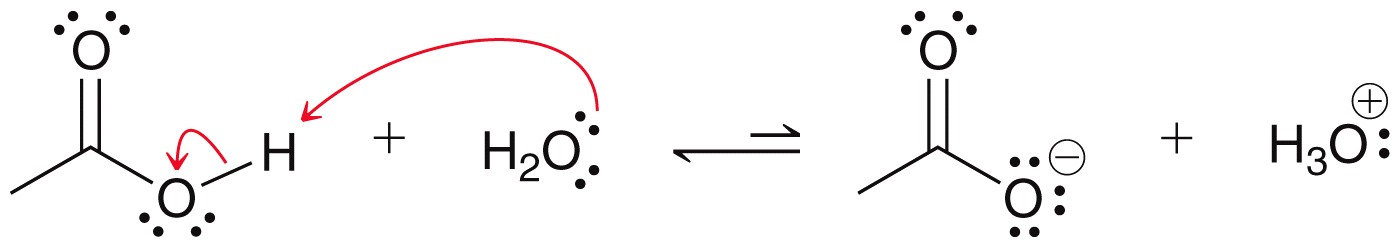 O O
H + H₂O ⇌ O ⊖ + H₃O ⊕
O